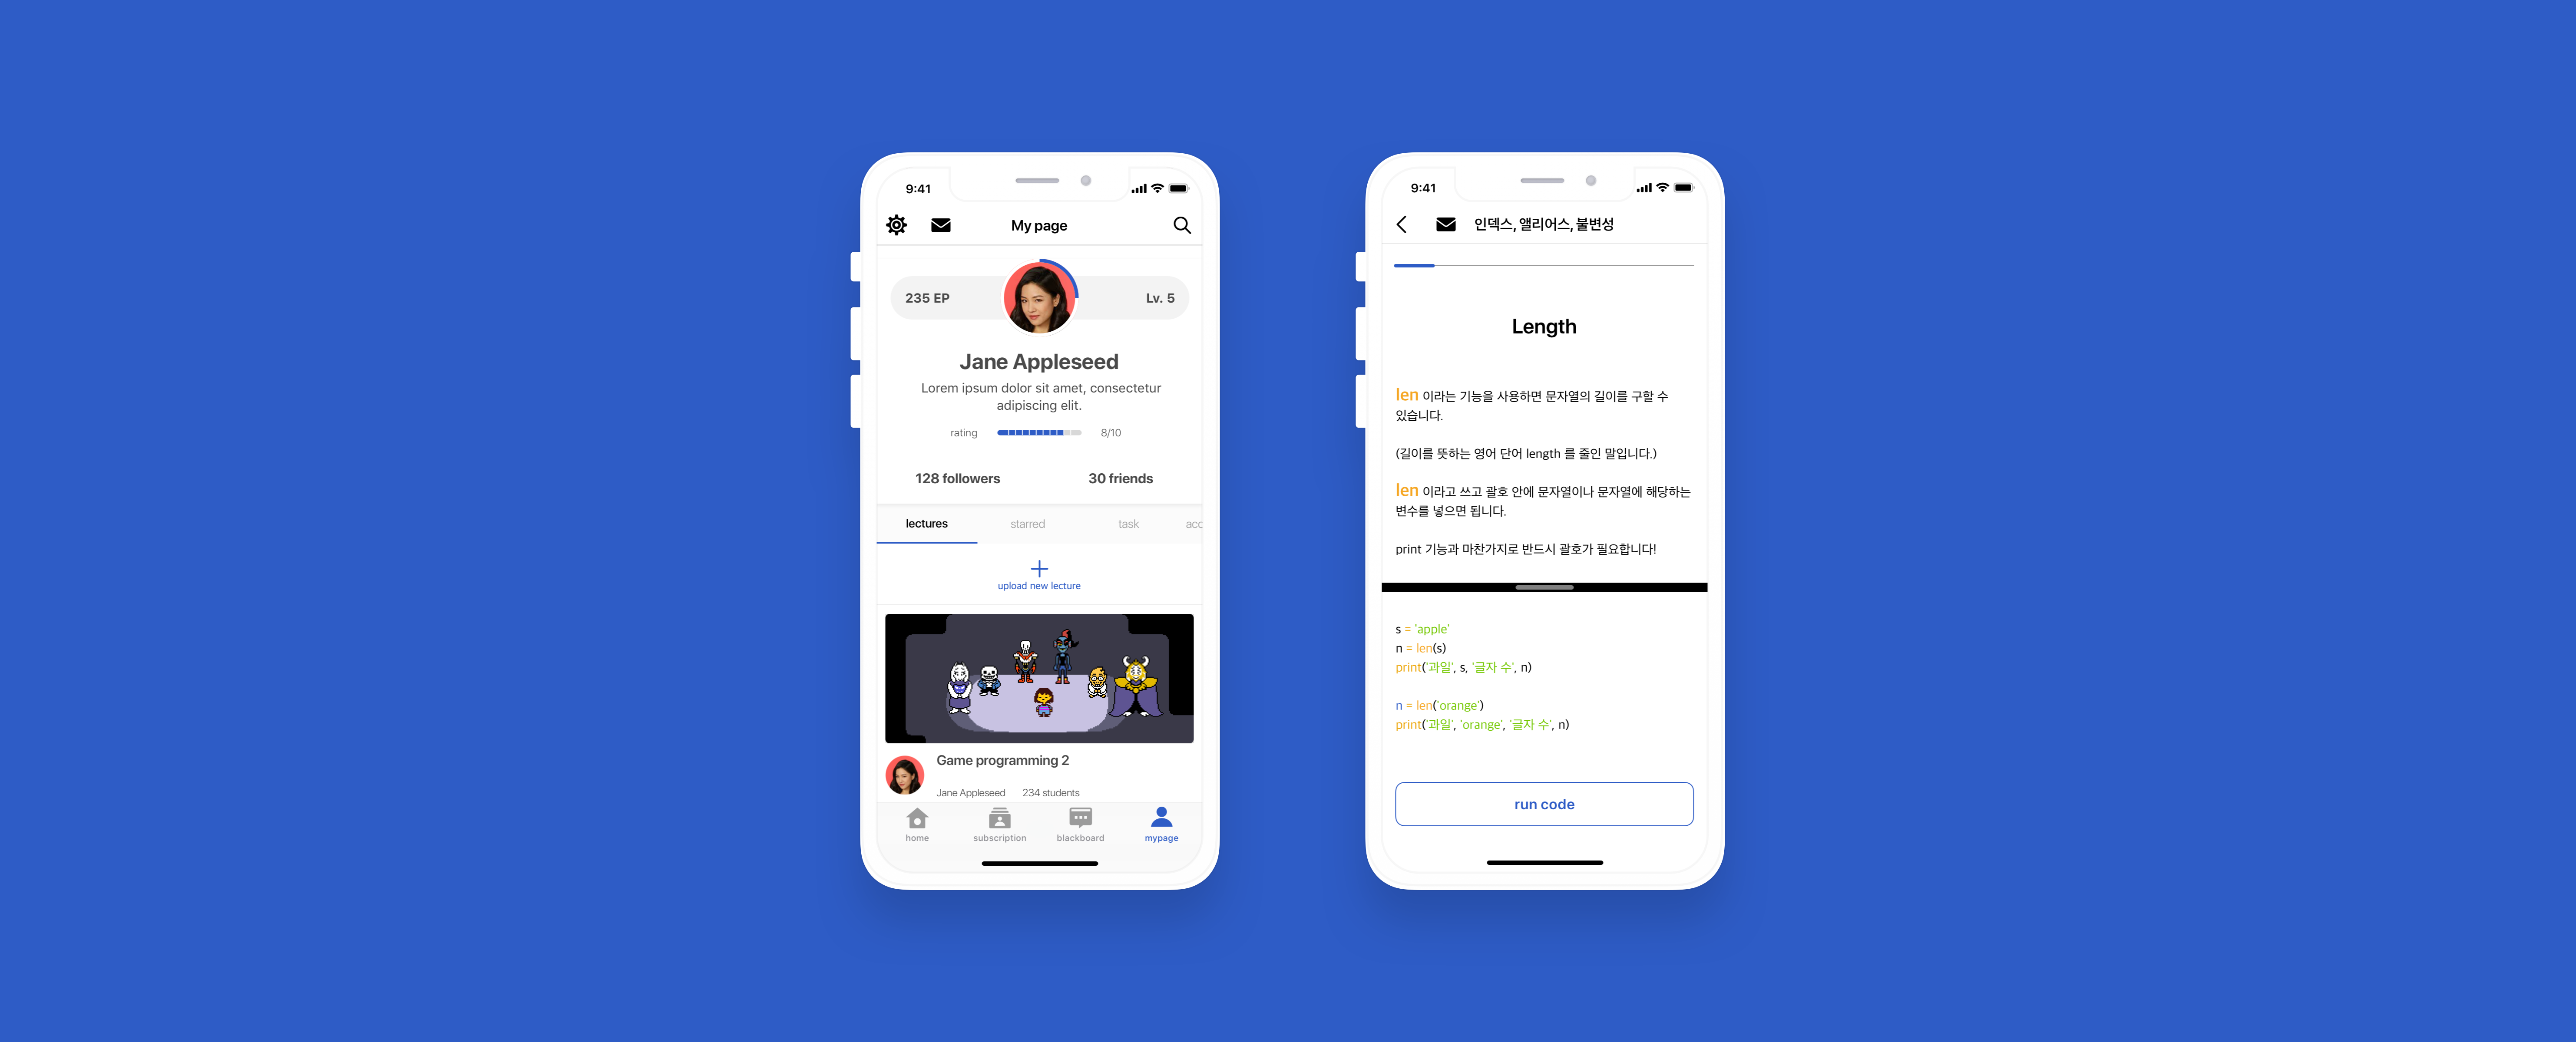 9:41
My page
235 EP
Lv. 5
Jane Appleseed
Lorem ipsum dolor sit amet, consectetur
adipiscing elit.
rating 8/10
128 followers
30 friends
lectures
starred
task
acc
upload new lecture
Game programming 2
Jane Appleseed
234 students
home
subscription
blackboard
mypage
9:41
인덱스, 앨리어스, 불변성
Length
len 이라는 기능을 사용하면 문자열의 길이를 구할 수
있습니다.
(길이를 뜻하는 영어 단어 length 를 줄인 말입니다.)
len 이라고 쓰고 괄호 안에 문자열이나 문자열에 해당하는
변수를 넣으면 됩니다.
print 기능과 마찬가지로 반드시 괄호가 필요합니다!
s = 'apple'
n = len(s)
print('과일', s, '글자 수', n)
n = len('orange')
print('과일', 'orange', '글자 수', n)
run code